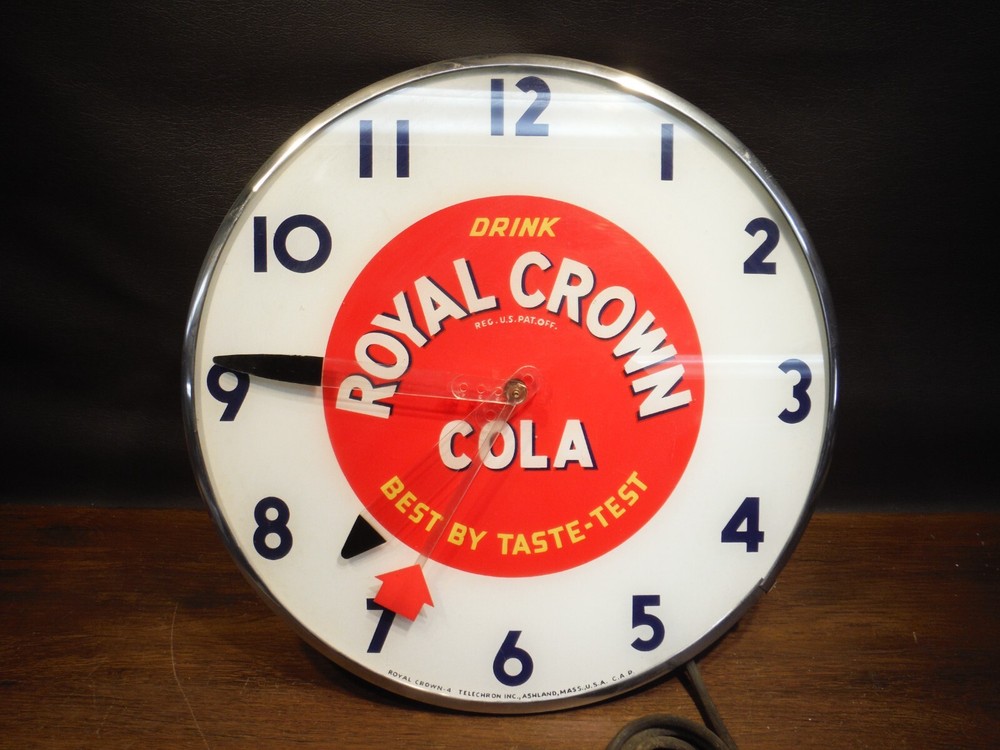 12
11
1
10
2
DRINK
ROYAL CROWN
REG. U.S. PAT. OFF.
9
3
COLA
BEST BY TASTE-TEST
8
4
7
5
6
ROYAL CROWN-4 TELECHRON INC., ASHLAND, MASS. U.S.A. C.A.P.